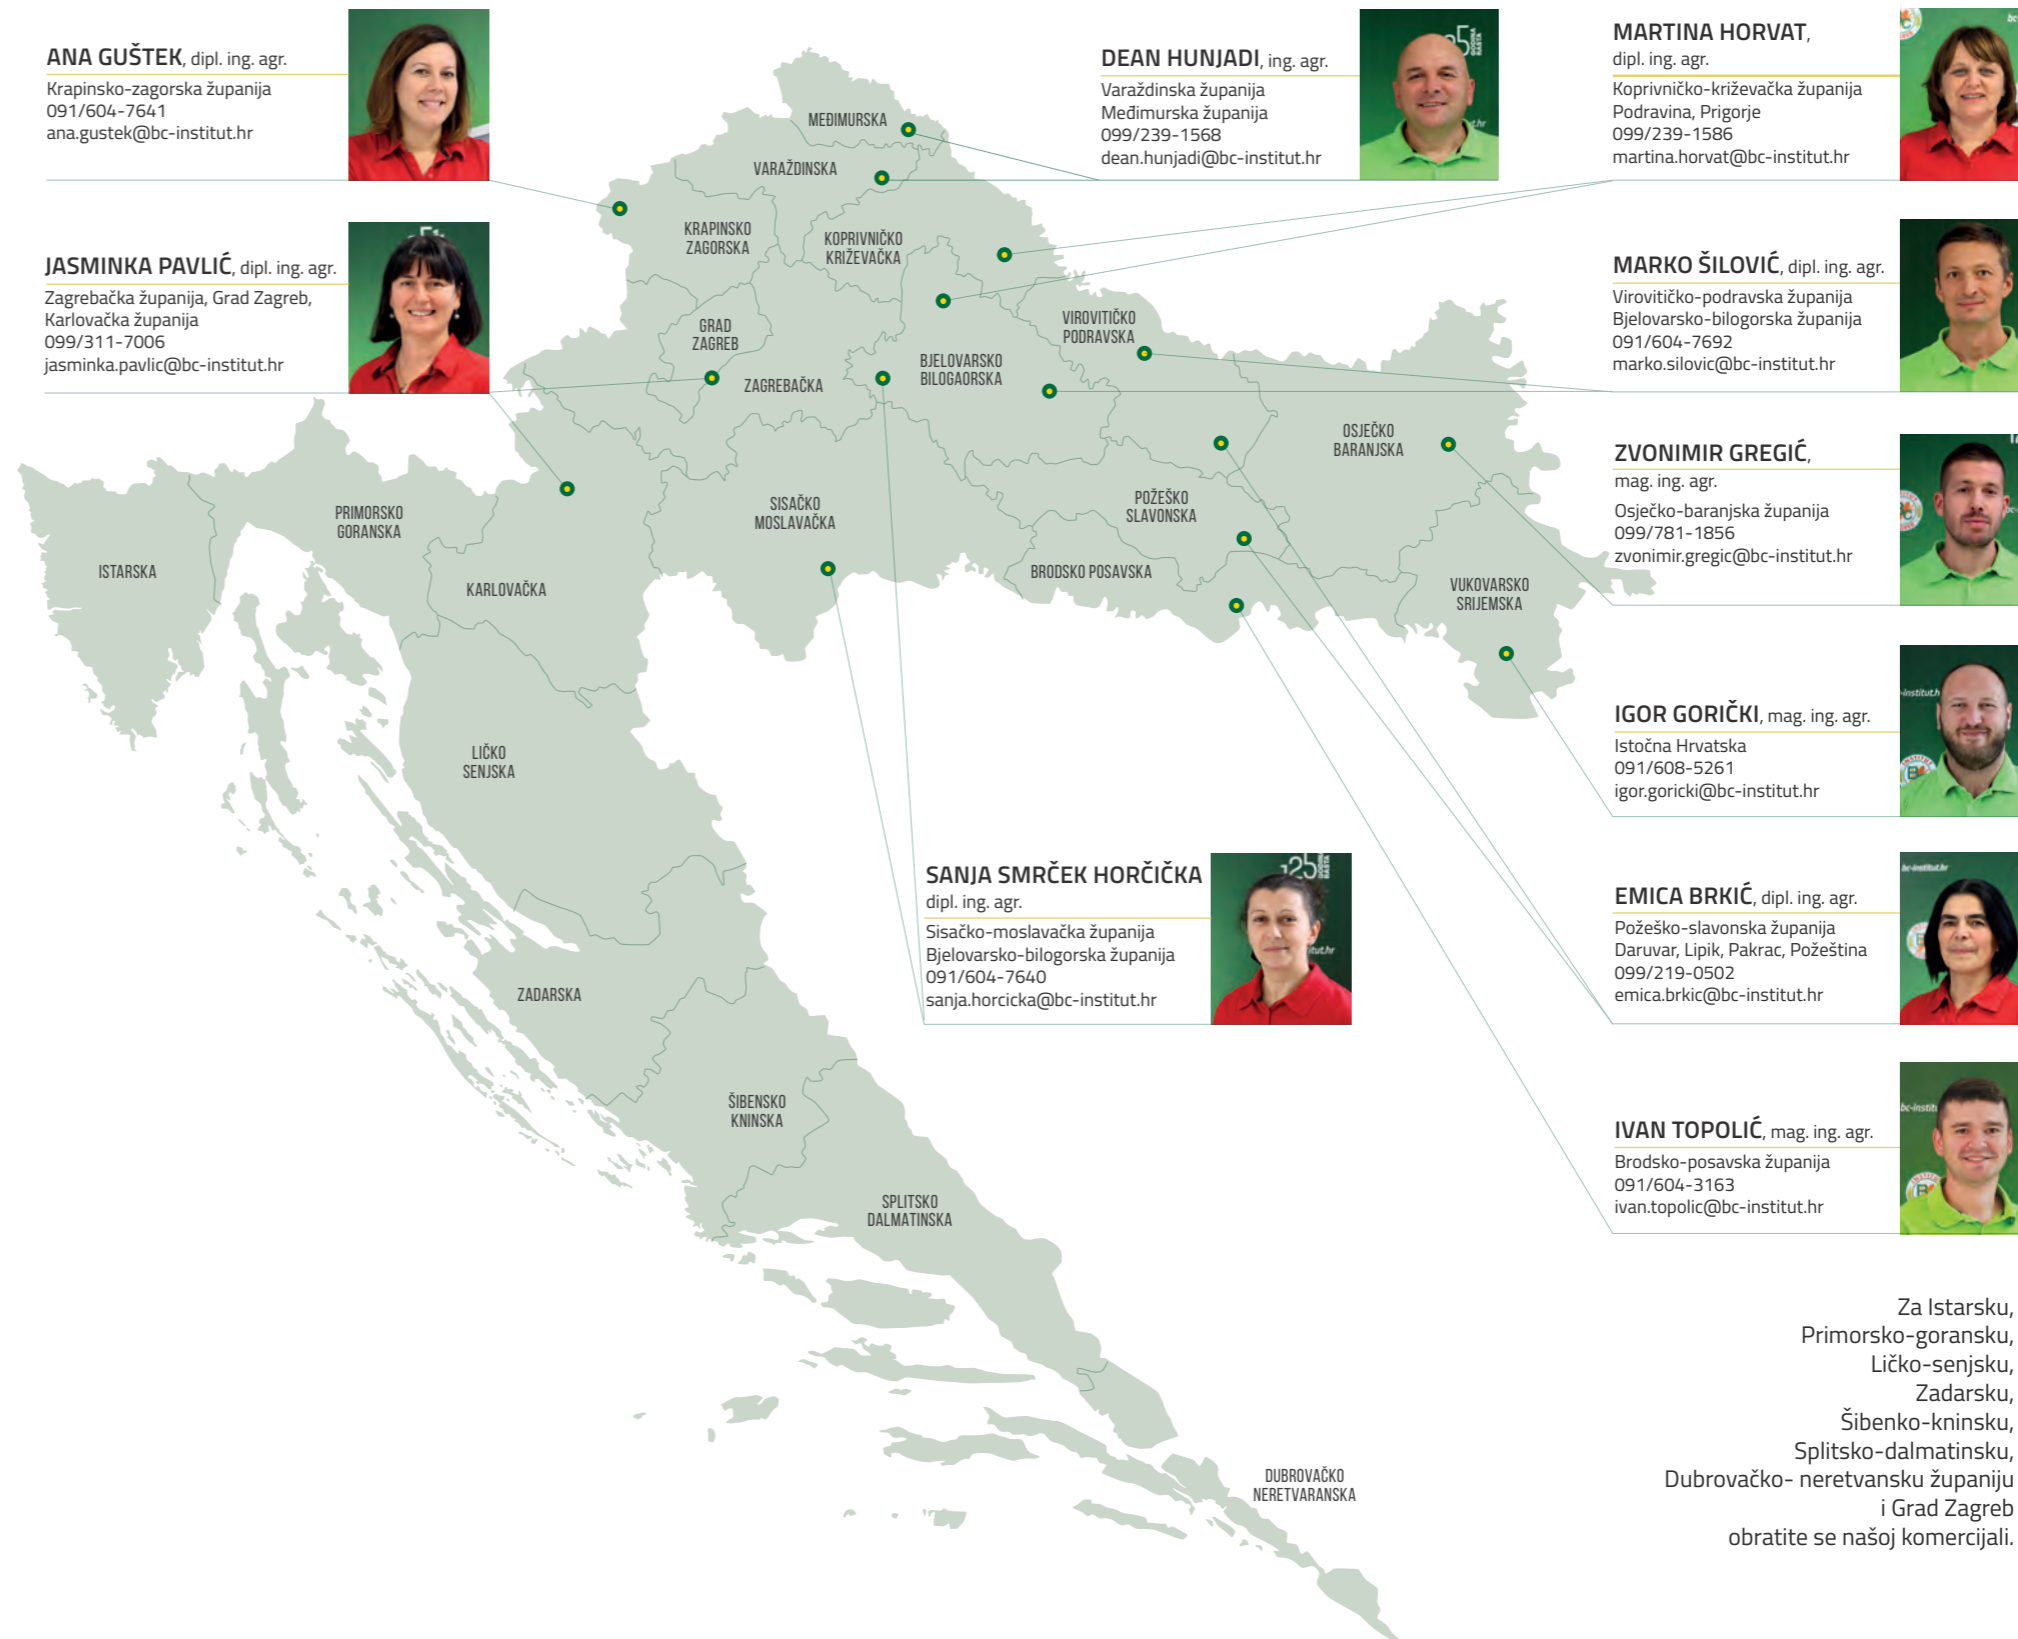 ANA GUŠTEK, dipl. ing. agr.
Krapinsko-zagorska županija
091/604-7641
ana.gustek@bc-institut.hr
JASMINKA PAVLIĆ, dipl. ing. agr.
Zagrebačka županija, Grad Zagreb,
Karlovačka županija
099/311-7006
jasminka.pavlic@bc-institut.hr
DEAN HUNJADI, ing. agr.
Varaždinska županija
Međimurska županija
099/239-1568
dean.hunjadi@bc-institut.hr
MARTINA HORVAT,
dipl. ing. agr.
Koprivničko-križevačka županija
Podravina, Prigorje
099/239-1586
martina.horvat@bc-institut.hr
MARKO ŠILOVIĆ, dipl. ing. agr.
Virovitičko-podravska županija
Bjelovarsko-bilogorska županija
091/604-7692
marko.silovic@bc-institut.hr
ZVONIMIR GREGIĆ,
mag. ing. agr.
Osječko-baranjska županija
099/781-1856
zvonimir.gregic@bc-institut.hr
IGOR GORIČKI, mag. ing. agr.
Istočna Hrvatska
091/608-5261
igor.goricki@bc-institut.hr
EMICA BRKIĆ, dipl. ing. agr.
Požeško-slavonska županija
Daruvar, Lipik, Pakrac, Požeština
099/219-0502
emica.brkic@bc-institut.hr
IVAN TOPOLIĆ, mag. ing. agr.
Brodsko-posavska županija
091/604-3163
ivan.topolic@bc-institut.hr
SANJA SMRČEK HORČIČKA
dipl. ing. agr.
Sisačko-moslavačka županija
Bjelovarsko-bilogorska županija
091/604-7640
sanja.horcicka@bc-institut.hr
MEĐIMURSKA
VARAŽDINSKA
KRAPINSKO
ZAGORSKA
KOPRIVNIČKO
KRIŽEVAČKA
GRAD
ZAGREB
ZAGREBAČKA
BJELOVARSKO
BILOGAORSKA
VIROVITIČKO
PODRAVSKA
OSJEČKO
BARANJSKA
POŽEŠKO
SLAVONSKA
BRODSKO POSAVSKA
VUKOVARSKO
SRIJEMSKA
SISAČKO
MOSLAVAČKA
PRIMORSKO
GORANSKA
ISTARSKA
KARLOVAČKA
LIČKO
SENJSKA
ZADARSKA
ŠIBENSKO
KNINSKA
SPLITSKO
DALMATINSKA
DUBROVAČKO
NERETVARANSKA
Za Istarsku,
Primorsko-goransku,
Ličko-senjsku,
Zadarsku,
Šibenko-kninsku,
Splitsko-dalmatinsku,
Dubrovačko- neretvansku županiju
i Grad Zagreb
obratite se našoj komercijali.